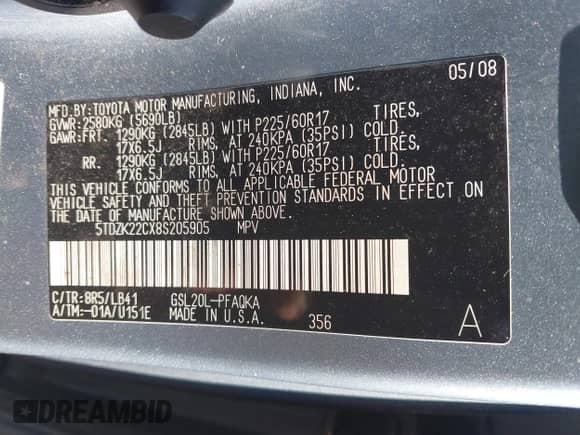 05/08
MFD.BY:TOYOTA MOTOR MANUFACTURING, INDIANA, INC.
GVWR:2580KG (5690LB)
GAWR:FRT. 1290KG (2845LB) WITH P225/60R17 TIRES,
17X6.5J RIMS, AT 240KPA (35PSI) COLD.
RR. 1290KG (2845LB) WITH P225/60R17 TIRES,
17X6.5J RIMS, AT 240KPA (35PSI) COLD.
THIS VEHICLE CONFORMS TO ALL APPLICABLE FEDERAL MOTOR
VEHICLE SAFETY AND THEFT PREVENTION STANDARDS IN EFFECT ON
THE DATE OF MANUFACTURE SHOWN ABOVE.
5TDZK22CX8S205905 MPV
C/TR:8R5/LB41 GSL20L-PFAQKA
A/TM:-01A/U151E MADE IN U.S.A. 356 A
DREAMBID